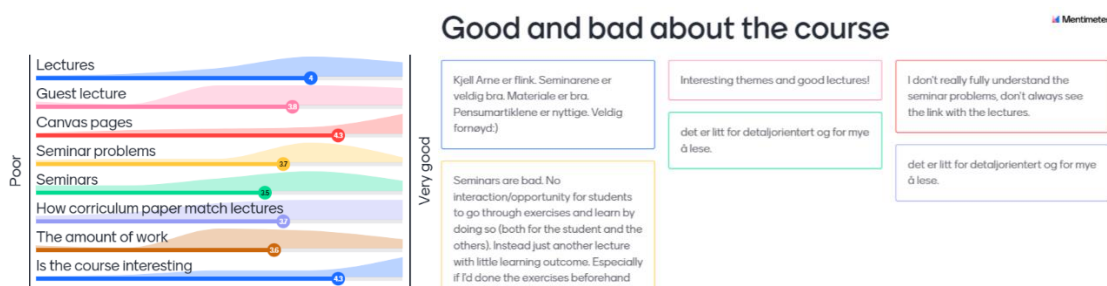 Good and bad about the course
Mentimeter
Poor
Lectures
4
Guest lecture
3.8
Canvas pages
4.3
Seminar problems
3.7
Seminars
3.5
How corriculum paper match lectures
3.7
The amount of work
3.6
Is the course interesting
4.3
Very good
Kjell Arne er flink. Seminarene er
veldig bra. Materiale er bra.
Pensumartiklene er nyttige. Veldig
fornøyd:)
Seminars are bad. No
interaction/opportunity for students
to go through exercises and learn by
doing so (both for the student and the
others). Instead just another lecture
with little learning outcome. Especially
if I'd done the exercises beforehand
Interesting themes and good lectures!
det er litt for detaljorientert og for mye
å lese.
I don't really fully understand the
seminar problems, don't always see
the link with the lectures.
det er litt for detaljorientert og for mye
å lese.